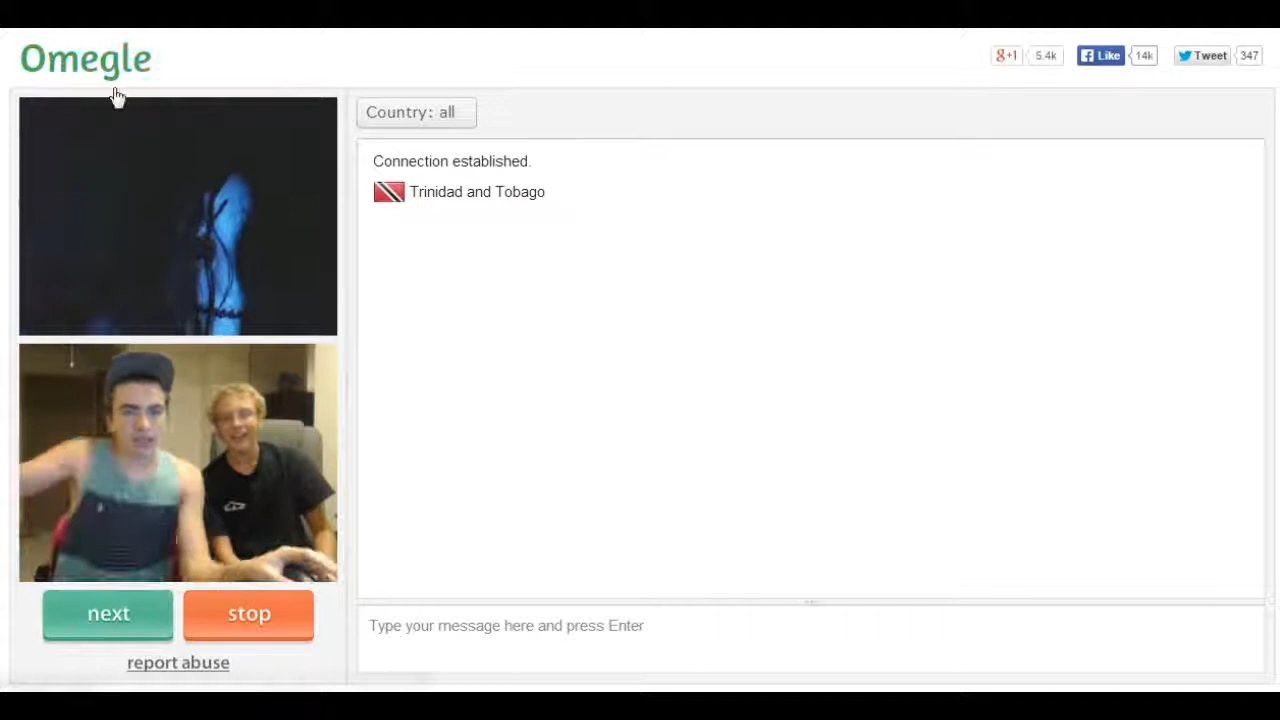 Omegle
g+1 5.4k Like 14k Tweet 347
Country: all
Connection established.
Trinidad and Tobago
next stop
Type your message here and press Enter
report abuse